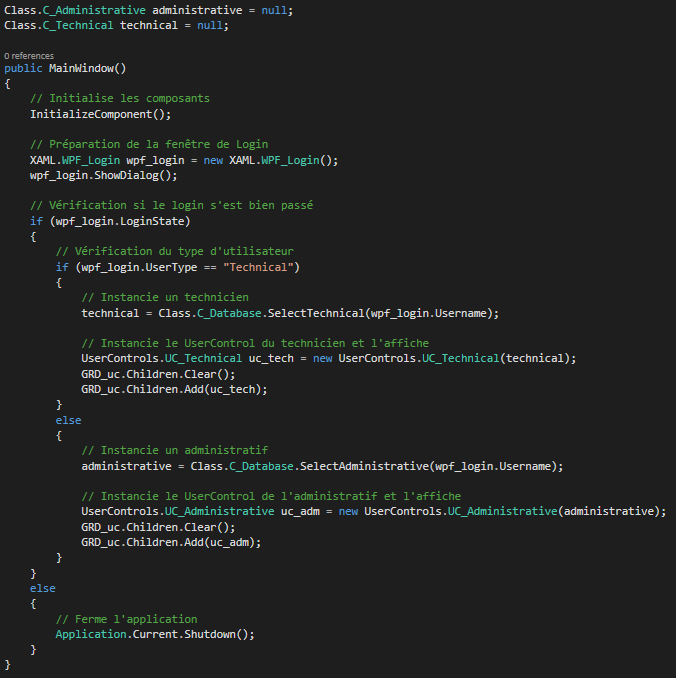 Class.C_Administrative administrative = null;
Class.C_Technical technical = null;
0 references
public MainWindow()
{
// Initialise les composants
InitializeComponent();
// Préparation de la fenêtre de Login
XAML.WPF_Login wpf_login = new XAML.WPF_Login();
wpf_login.ShowDialog();
// Vérification si le login s'est bien passé
if (wpf_login.LoginState)
{
// Vérification du type d'utilisateur
if (wpf_login.UserType == "Technical")
{
// Instancie un technicien
technical = Class.C_Database.SelectTechnical(wpf_login.Username);
// Instancie le UserControl du technicien et l'affiche
UserControls.UC_Technical uc_tech = new UserControls.UC_Technical(technical);
GRD_uc.Children.Clear();
GRD_uc.Children.Add(uc_tech);
}
else
{
// Instancie un administratif
administrative = Class.C_Database.SelectAdministrative(wpf_login.Username);
// Instancie le UserControl de l'administratif et l'affiche
UserControls.UC_Administrative uc_adm = new UserControls.UC_Administrative(administrative);
GRD_uc.Children.Clear();
GRD_uc.Children.Add(uc_adm);
}
}
else
{
// Ferme l'application
Application.Current.Shutdown();
}
}